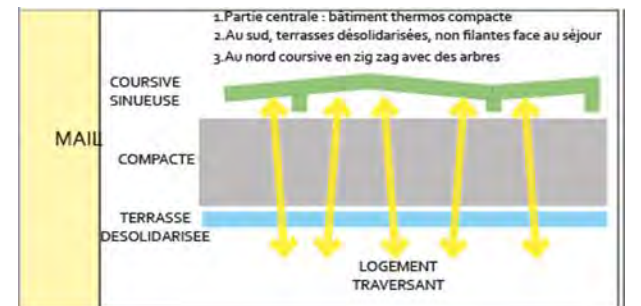 1.Partie centrale : bâtiment thermos compacte
2.Au sud, terrasses désolidarisées, non filantes face au séjour
3.Au nord coursive en zig zag avec des arbres
COURSIVE
SINUEUSE
MAIL
COMPACTE
TERRASSE
DESOLIDARISEE
LOGEMENT
TRAVERSANT